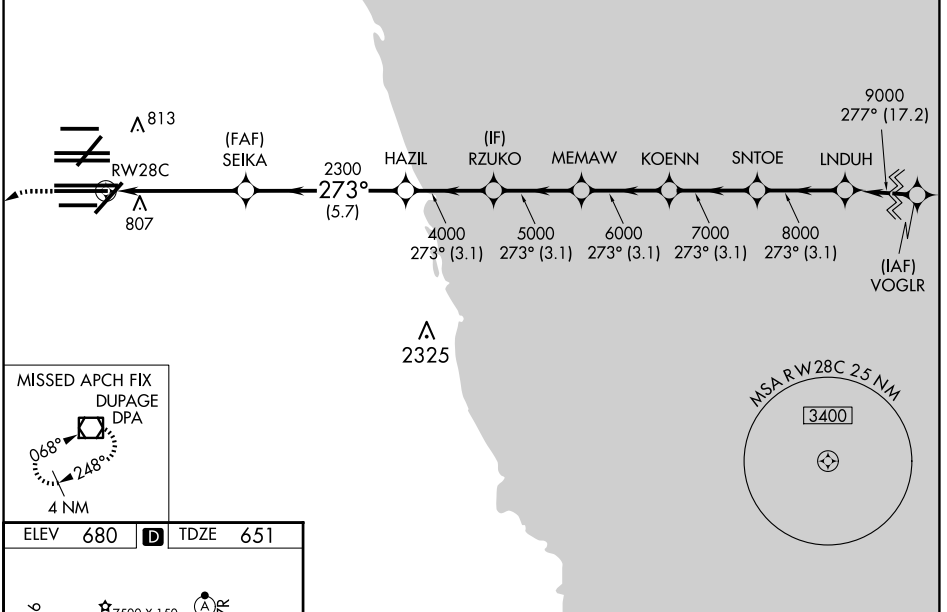 813
RW28C
807
(FAF)
SEIKA
2300
273°
(5.7)
HAZIL
(IF)
RZUKO
MEMAW
KOENN
SNTOE
LNDUH
9000
277° (17.2)
4000
273° (3.1)
5000
273° (3.1)
6000
273° (3.1)
7000
273° (3.1)
8000
273° (3.1)
(IAF)
VOGLR
2325
MISSED APCH FIX
DUPAGE
DPA
068°
248°
4 NM
MSA RW28C 25 NM
3400
ELEV 680 D TDZE 651
7500 X 150
A